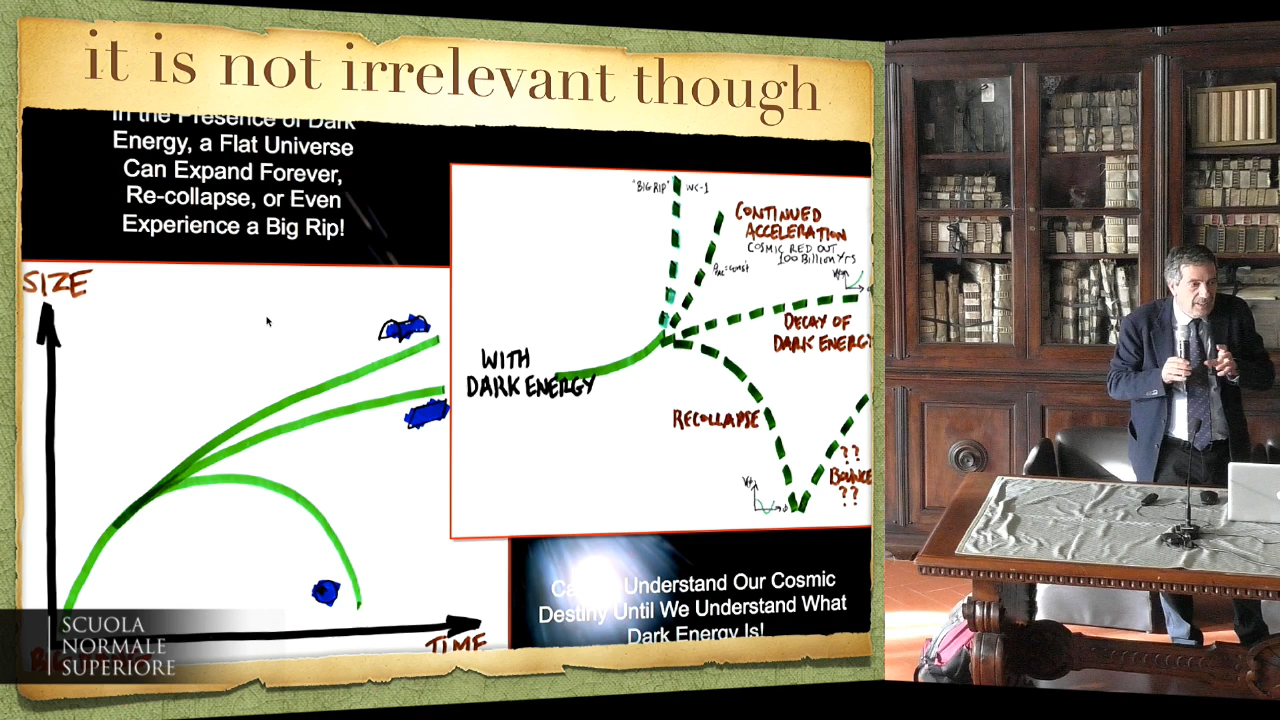 it is not irrelevant though
In the Presence of Dark
Energy, a Flat Universe
Can Expand Forever,
Re-collapse, or Even
Experience a Big Rip!
SIZE
TIME
"BIG RIP" W<-1
CONTINUED
ACCELERATION
COSMIC RED OUT
100 Billion Yrs
WITH
DARK ENERGY
DECAY OF
DARK ENERGY
RECOLLAPSE
??
BOUNCE
??
Understand Our Cosmic
Destiny Until We Understand What
Dark Energy Is!
SCUOLA
NORMALE
SUPERIORE